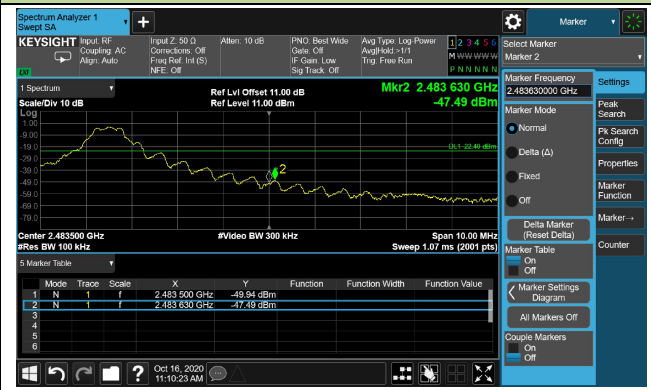 Spectrum Analyzer 1
Swept SA
+
Marker
KEYSIGHT
Input: RF
Coupling: AC
Align: Auto
Input Z: 50 Ω
Corrections: Off
Freq Ref: Int (S)
NFE: Off
Atten: 10 dB
PNO: Best Wide
Gate: Off
IF Gain: Low
Sig Track: Off
Avg Type: Log-Power
Avg|Hold:>1/1
Trig: Free Run
1 2 3 4 5 6
M W W W W W
P N N N N N
Select Marker
Marker 2
1 Spectrum
Scale/Div 10 dB
Log
Ref Lvl Offset 11.00 dB
Ref Level 11.00 dBm
Mkr2 2.483 630 GHz
-47.49 dBm
1.00
-9.00
-19.0
-29.0
-39.0
-49.0
-59.0
-69.0
-79.0
DL1 -22.40 dBm
2
Center 2.483500 GHz
#Res BW 100 kHz
#Video BW 300 kHz
Span 10.00 MHz
Sweep 1.07 ms (2001 pts)
5 Marker Table
Mode Trace Scale X Y Function Function Width Function Value
1 N 1 f 2.483 500 GHz -49.94 dBm
2 N 1 f 2.483 630 GHz -47.49 dBm
3
4
5
6
Marker Frequency
2.483630000 GHz
Marker Mode
Normal
Delta (Δ)
Fixed
Off
Delta Marker
(Reset Delta)
Marker Table
On
Off
Marker Settings
Diagram
All Markers Off
Couple Markers
On
Off
Settings
Peak
Search
Pk Search
Config
Properties
Marker
Function
Marker→
Counter
?
Oct 16, 2020
11:10:23 AM